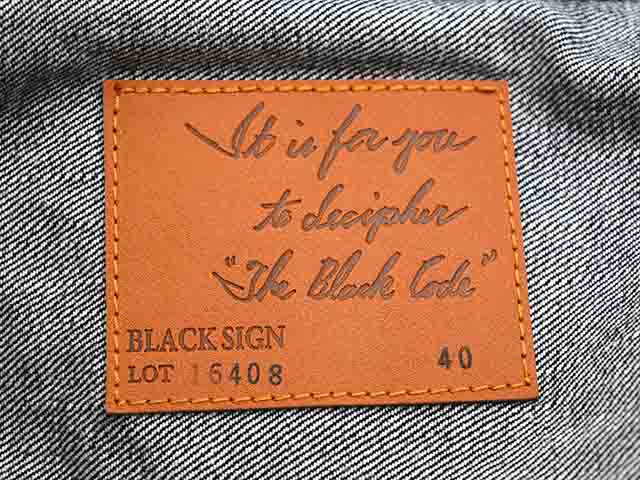 It is for you
to decipher
"The Black Code"
BLACK SIGN
LOT 16408 40